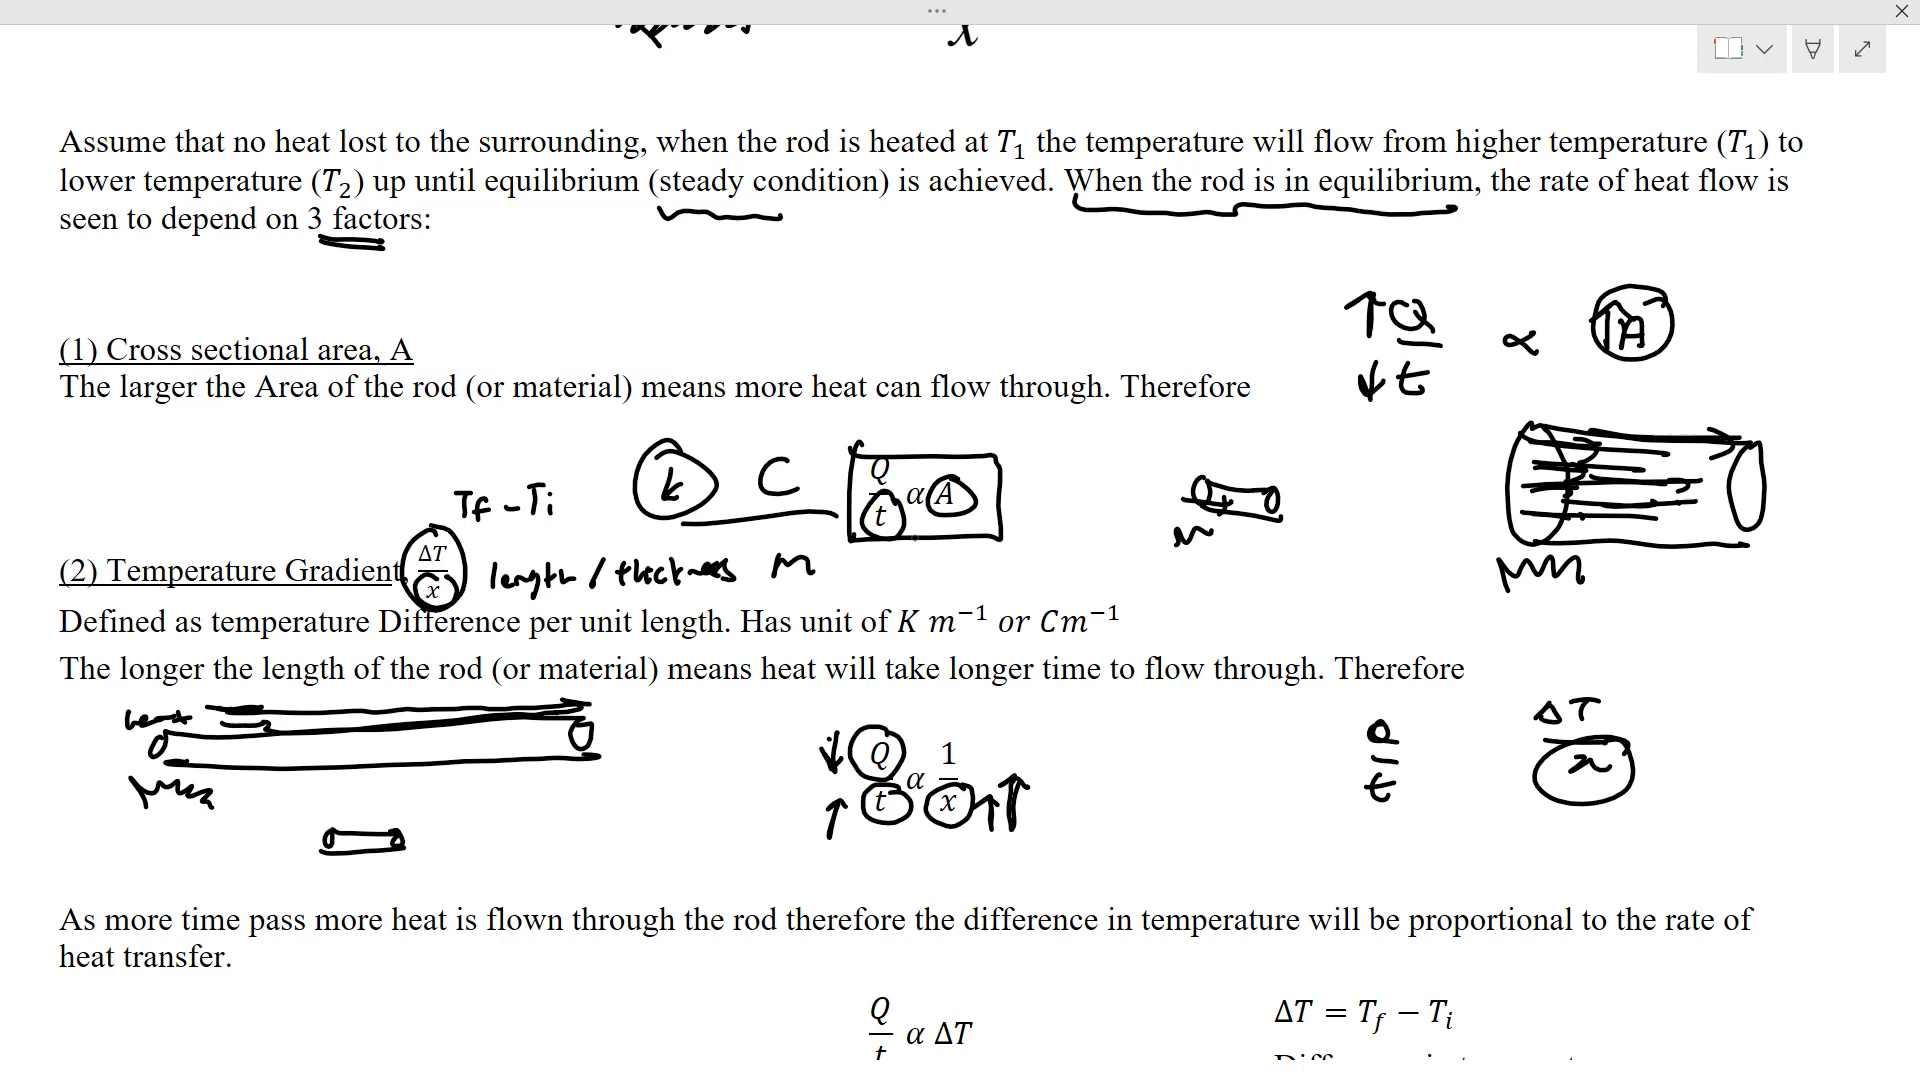 x
Assume that no heat lost to the surrounding, when the rod is heated at T₁ the temperature will flow from higher temperature (T₁) to
lower temperature (T₂) up until equilibrium (steady condition) is achieved. When the rod is in equilibrium, the rate of heat flow is
seen to depend on 3 factors:
↑Q/↓t ∝ ↑A
(1) Cross sectional area, A
The larger the Area of the rod (or material) means more heat can flow through. Therefore
k C
Q/t α A
Tf - Ti
(2) Temperature Gradient, ΔT/x length / thickness m
Defined as temperature Difference per unit length. Has unit of K m⁻¹ or Cm⁻¹
The longer the length of the rod (or material) means heat will take longer time to flow through. Therefore
heat
↓Q/↑t α 1/x ↑↑
Q/t ΔT/x
As more time pass more heat is flown through the rod therefore the difference in temperature will be proportional to the rate of
heat transfer.
Q/t α ΔT
ΔT = T_f − T_i